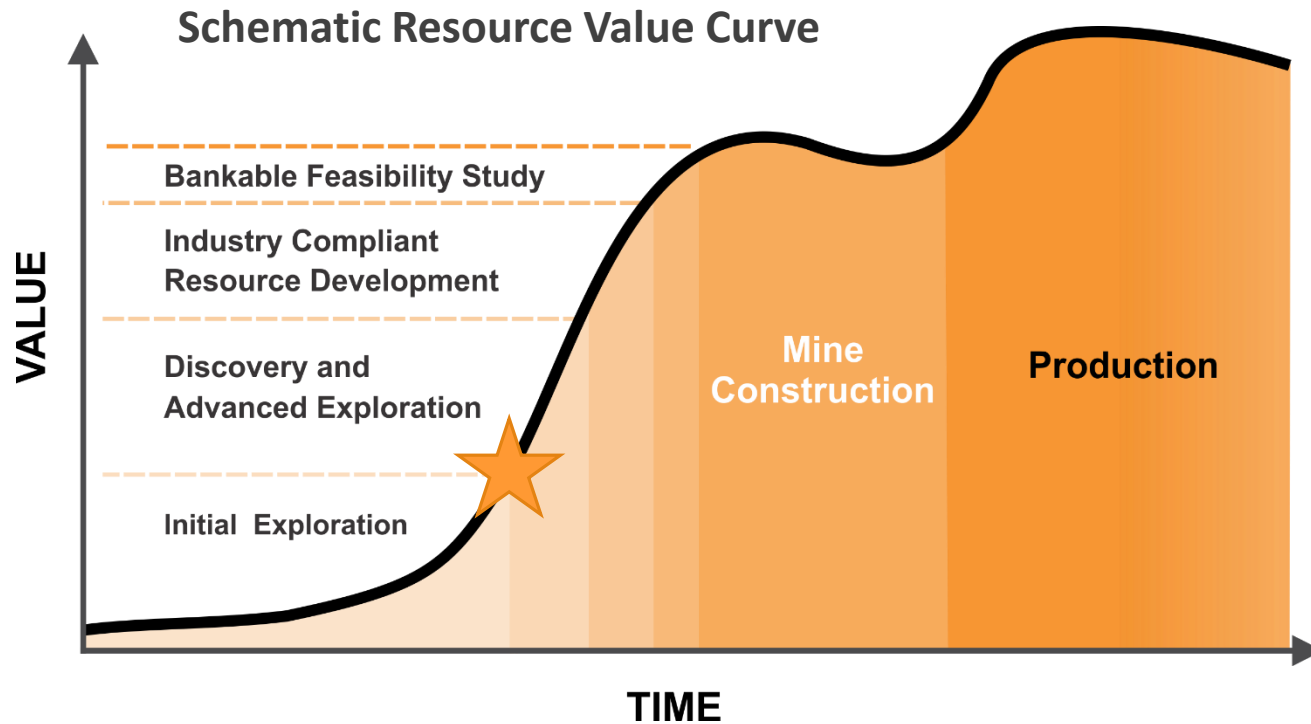 Schematic Resource Value Curve
VALUE
Bankable Feasibility Study
Industry Compliant
Resource Development
Discovery and
Advanced Exploration
Initial Exploration
Mine
Construction
Production
TIME